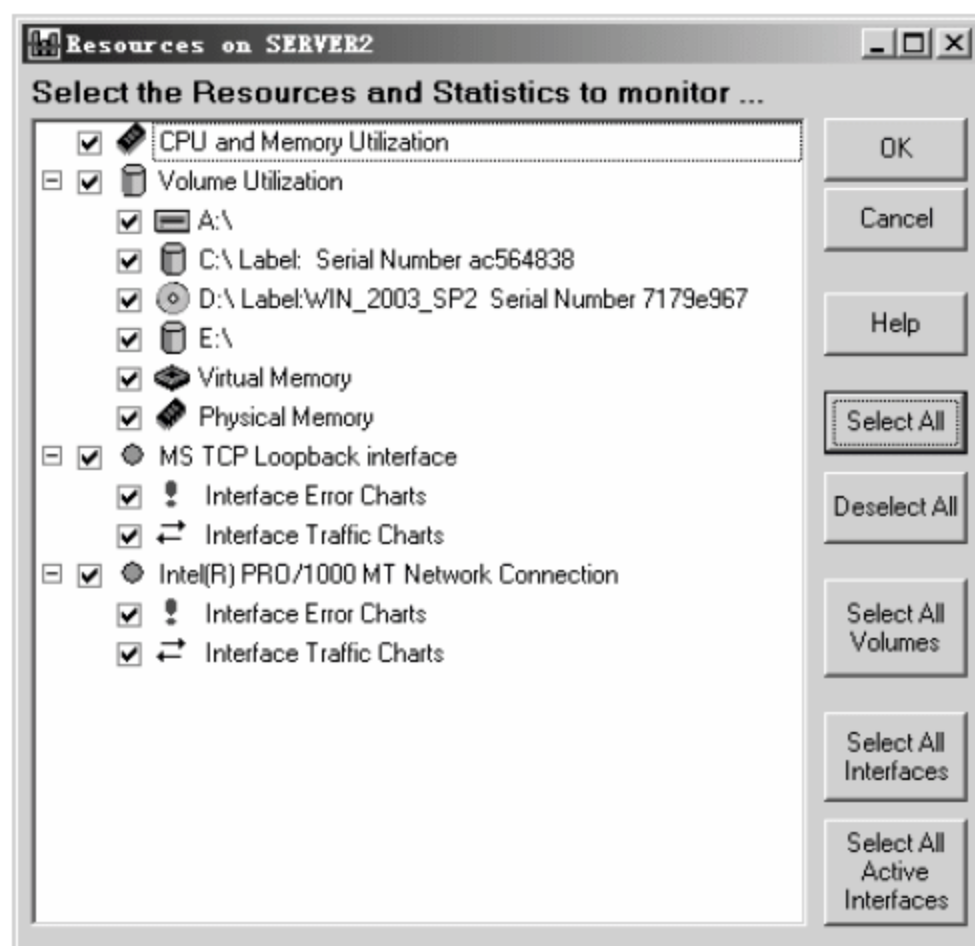 Resources on SERVER2
Select the Resources and Statistics to monitor ...
CPU and Memory Utilization
Volume Utilization
A:\
C:\ Label:  Serial Number ac564838
D:\ Label:WIN_2003_SP2  Serial Number 7179e967
E:\
Virtual Memory
Physical Memory
MS TCP Loopback interface
Interface Error Charts
Interface Traffic Charts
Intel(R) PRO/1000 MT Network Connection
Interface Error Charts
Interface Traffic Charts
OK
Cancel
Help
Select All
Deselect All
Select All
Volumes
Select All
Interfaces
Select All
Active
Interfaces